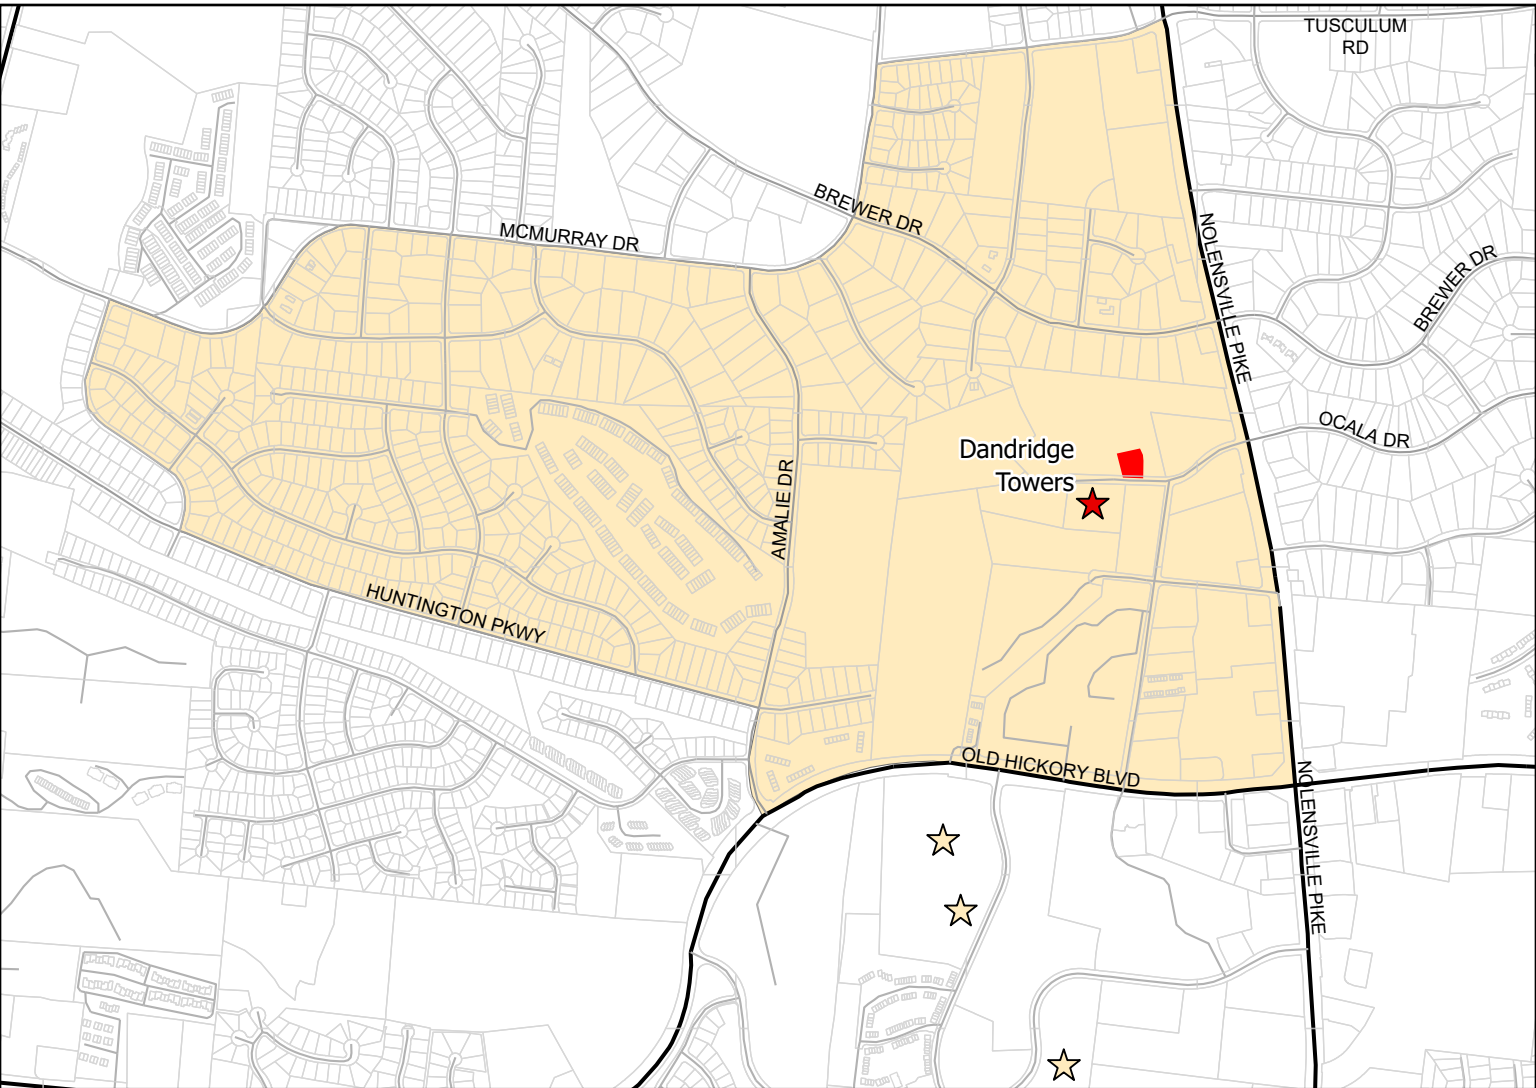 TUSCULUM
RD
BREWER DR
MCMURRAY DR
NOLENSVILLE PIKE
BREWER DR
OCALA DR
Dandridge
Towers
AMALIE DR
HUNTINGTON PKWY
OLD HICKORY BLVD
NOLENSVILLE PIKE